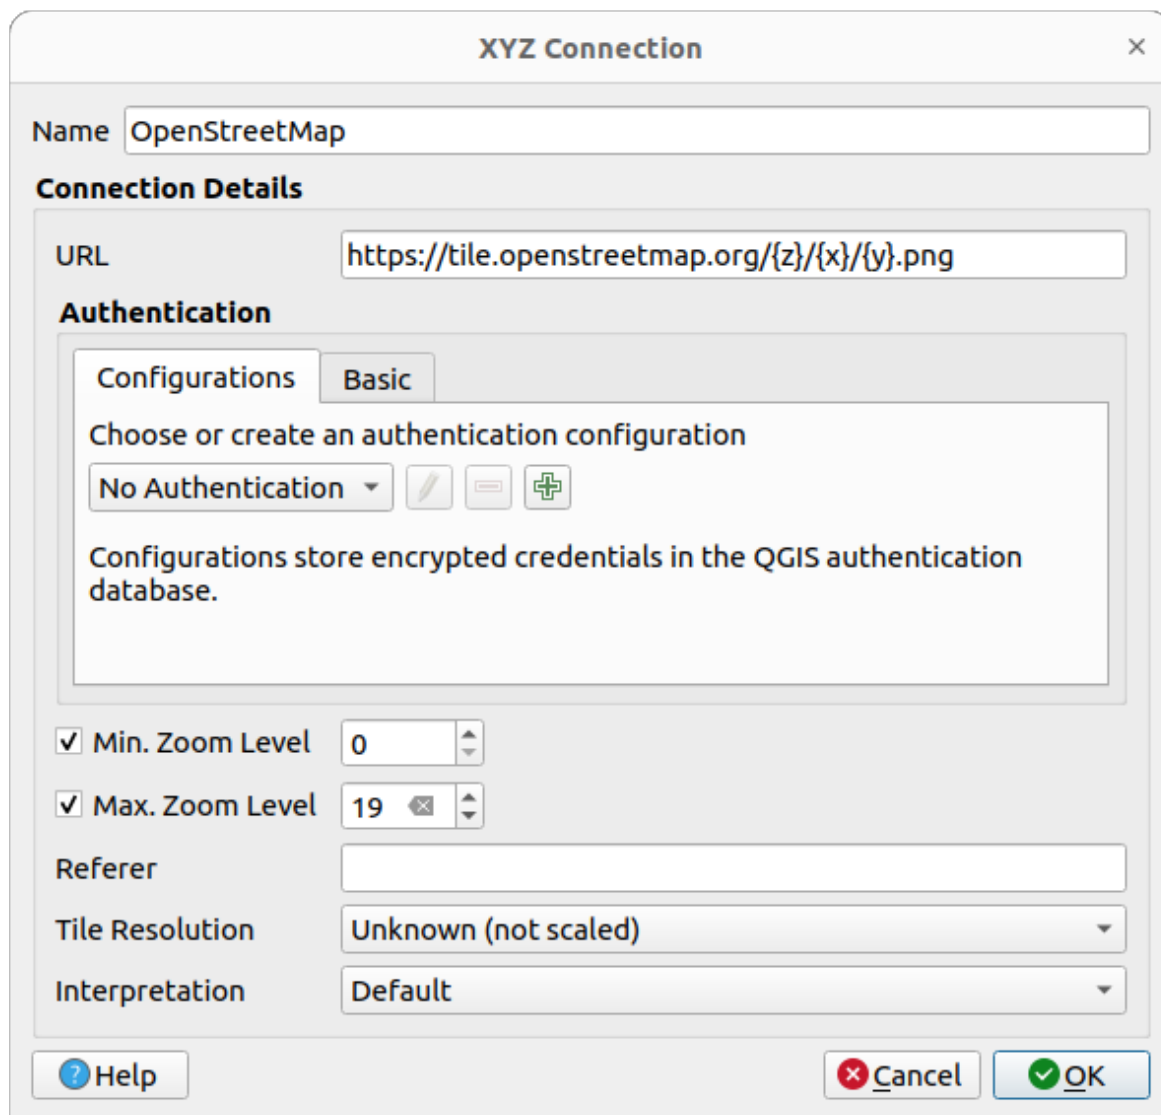 XYZ Connection
Name OpenStreetMap
Connection Details
URL https://tile.openstreetmap.org/{z}/{x}/{y}.png
Authentication
Configurations Basic
Choose or create an authentication configuration
No Authentication
Configurations store encrypted credentials in the QGIS authentication
database.
Min. Zoom Level 0
Max. Zoom Level 19
Referer
Tile Resolution Unknown (not scaled)
Interpretation Default
Help Cancel OK